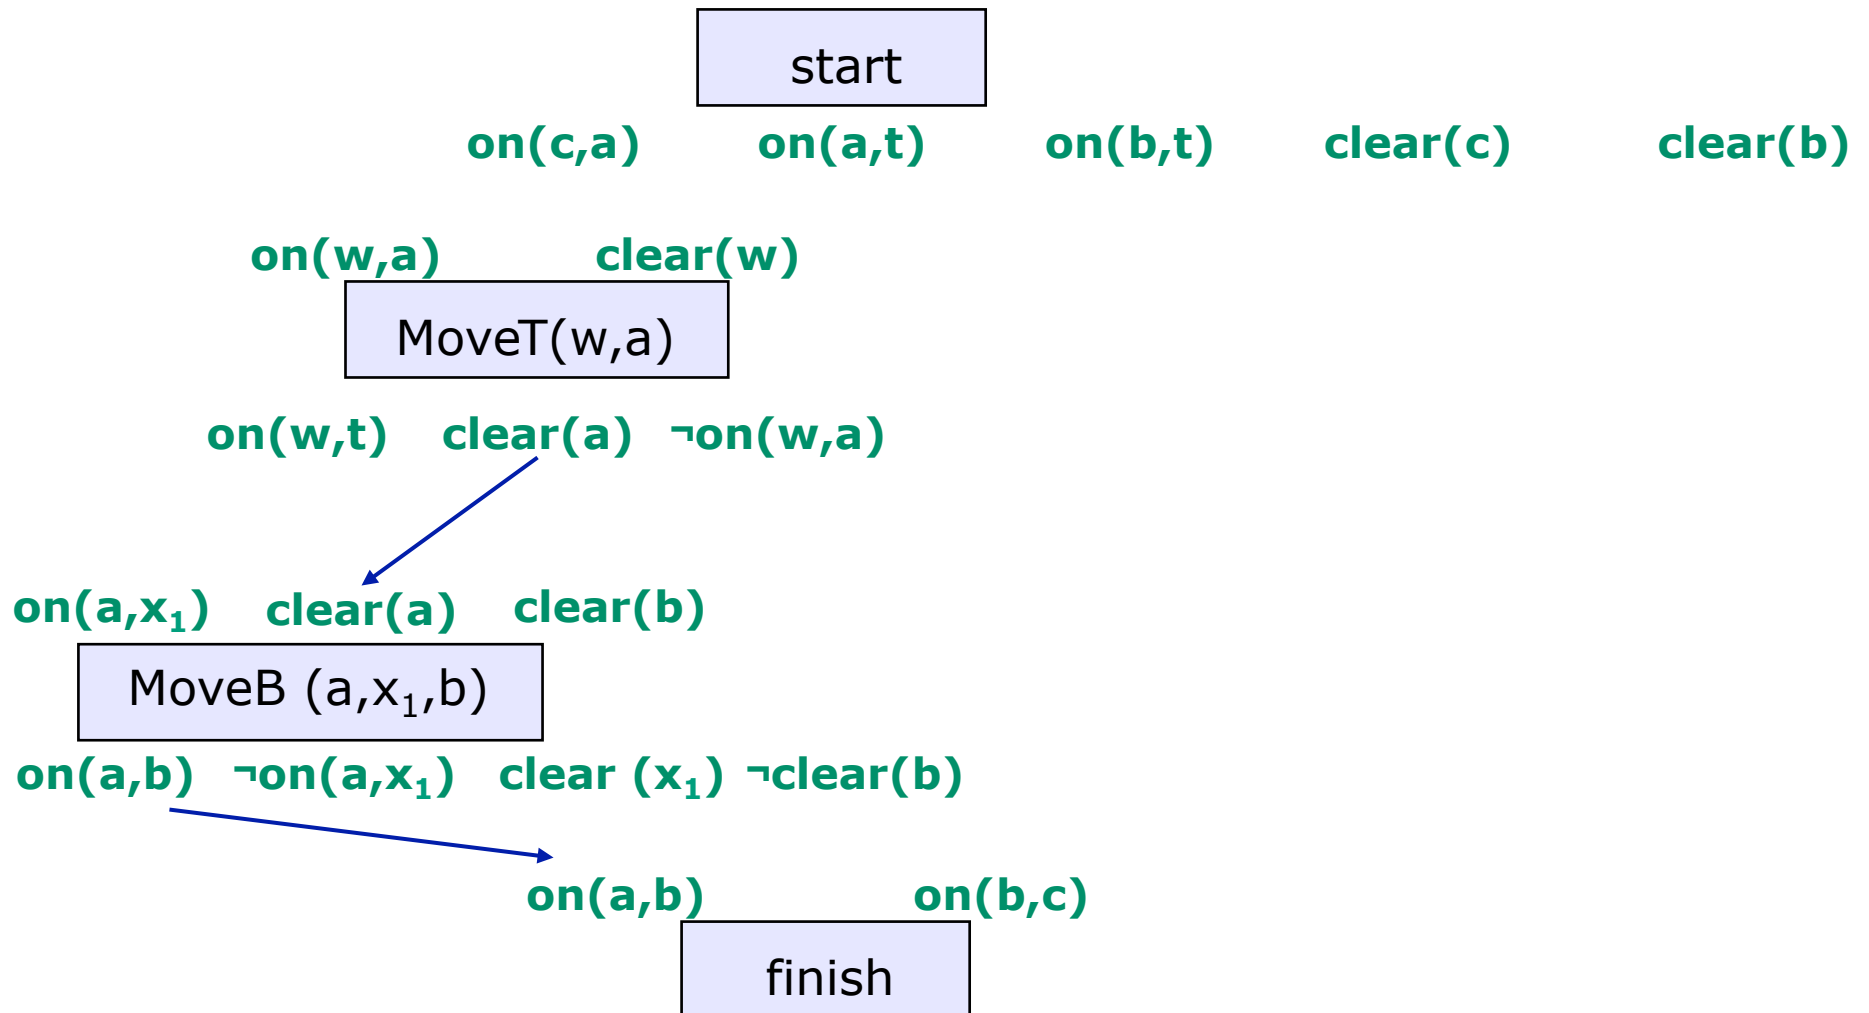 start
on(c,a) on(a,t) on(b,t) clear(c) clear(b)
on(w,a) clear(w)
MoveT(w,a)
on(w,t) clear(a) ¬on(w,a)
on(a,x₁) clear(a) clear(b)
MoveB (a,x₁,b)
on(a,b) ¬on(a,x₁) clear (x₁) ¬clear(b)
on(a,b) on(b,c)
finish